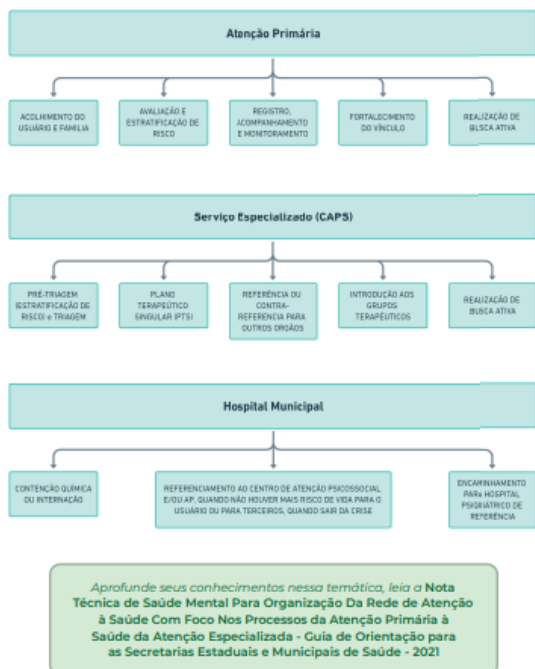 Atenção Primária
ACOLHIMENTO DO
USUÁRIO E FAMILIA
AVALIAÇÃO E
ESTRATIFICAÇÃO DE
RISCO
REGISTRO,
ACOMPANHAMENTO
E MONITORAMENTO
FORTALECIMENTO
DO VÍNCULO
REALIZAÇÃO DE
BUSCA ATIVA
Serviço Especializado (CAPS)
PRÉ-TRIAGEM
(ESTRATIFICAÇÃO DE
RISCO) e TRIAGEM
PLANO
TERAPEUTICO
SINGULAR (PTS)
REFERÊNCIA OU
CONTRA-
REFERENCIA PARA
OUTROS ORGÃOS
INTRODUÇÃO AOS
GRUPOS
TERAPÊUTICOS
REALIZAÇÃO DE
BUSCA ATIVA
Hospital Municipal
CONTENÇÃO QUÍMICA
OU INTERNAÇÃO
REFERENCIAMENTO AO CENTRO DE ATENÇÃO PSICOSSOCIAL
E/OU AP, QUANDO NÃO HOUVER MAIS RISCO DE VIDA PARA O
USUÁRIO OU PARA TERCEIROS, QUANDO SAIR DA CRISE
ENCAMINHAMENTO
PARA HOSPITAL
PSIQUIÁTRICO DE
REFERÊNCIA
Aprofunde seus conhecimentos nessa temática, leia a Nota
Técnica de Saúde Mental Para Organização Da Rede de Atenção
à Saúde Com Foco Nos Processos da Atenção Primária à
Saúde da Atenção Especializada - Guia de Orientação para
as Secretarias Estaduais e Municipais de Saúde - 2021